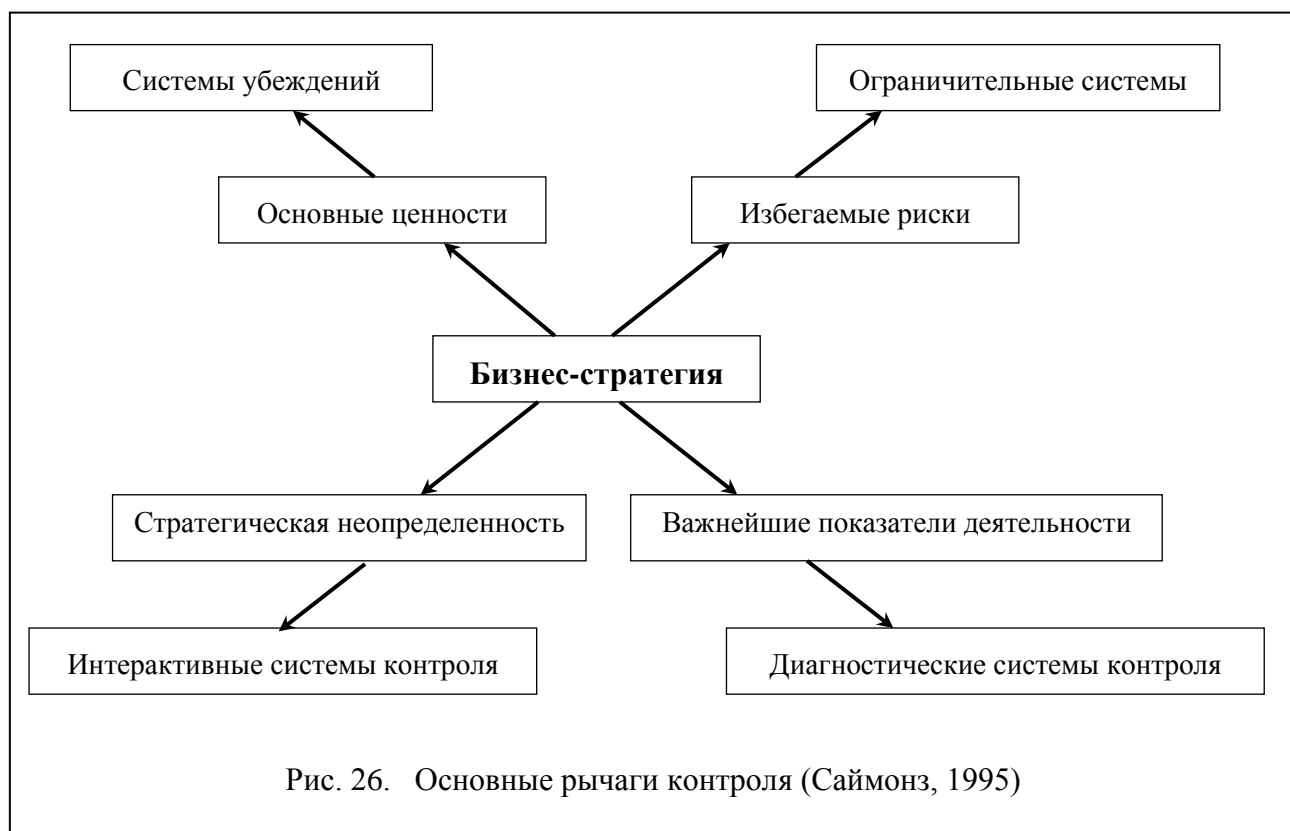 Системы убеждений
Ограничительные системы
Основные ценности
Избегаемые риски
Бизнес-стратегия
Стратегическая неопределенность
Важнейшие показатели деятельности
Интерактивные системы контроля
Диагностические системы контроля
Рис. 26. Основные рычаги контроля (Саймонз, 1995)